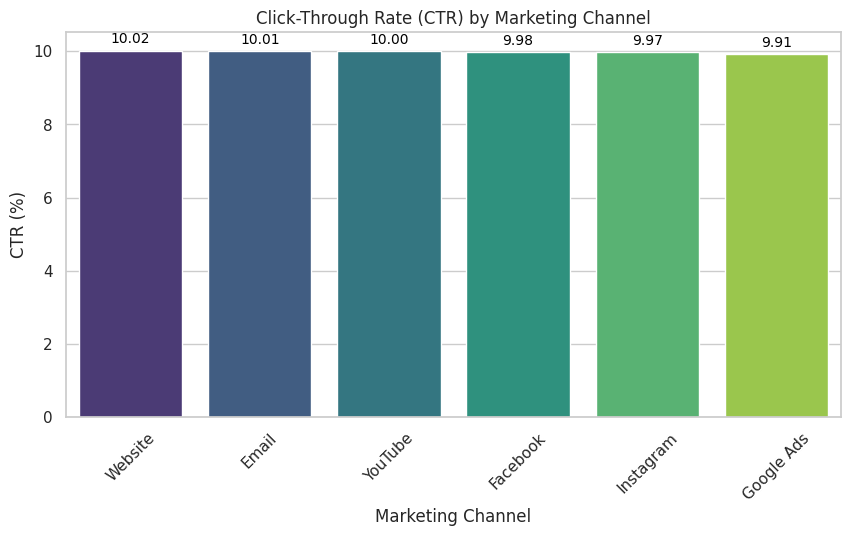 Click-Through Rate (CTR) by Marketing Channel
10.02 10.01 10.00 9.98 9.97 9.91
10
8
6
4
2
0
CTR (%)
Website Email YouTube Facebook Instagram Google Ads
Marketing Channel